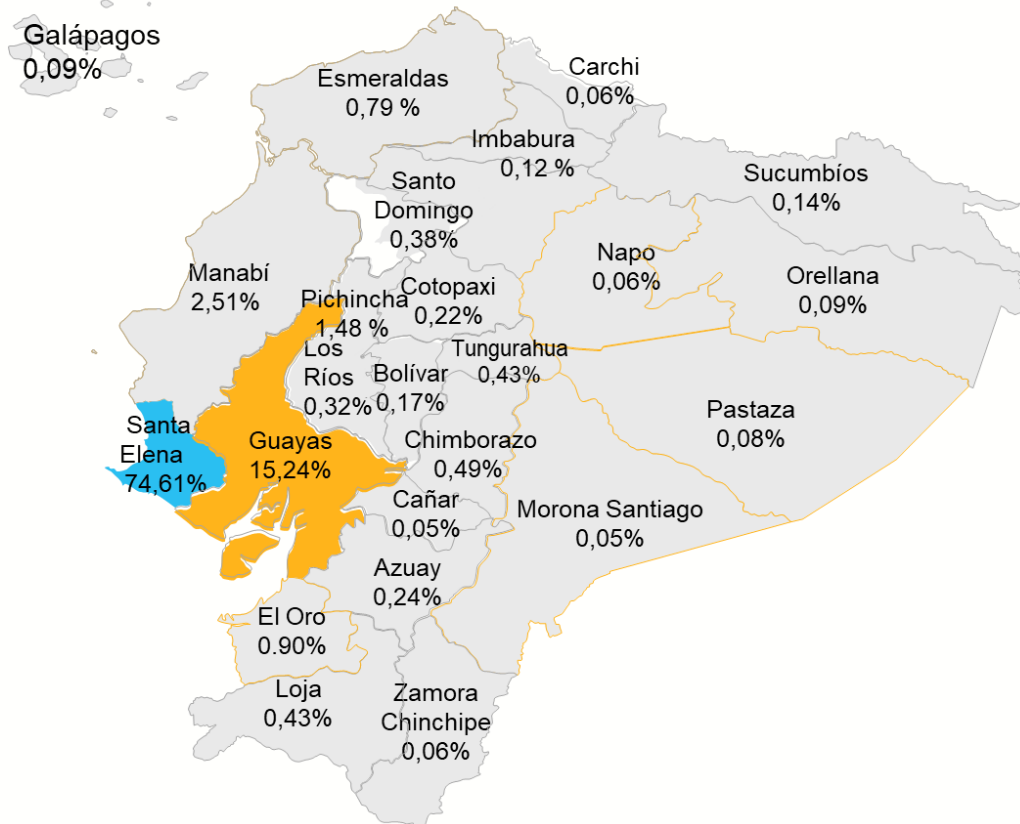 Galápagos
0,09%
Esmeraldas
0,79 %
Carchi
0,06%
Imbabura
0,12 %
Sucumbíos
0,14%
Santo
Domingo
0,38%
Napo
0,06%
Orellana
0,09%
Manabí
2,51%
Pichincha
1,48 %
Cotopaxi
0,22%
Los
Ríos
0,32%
Bolívar
0,17%
Tungurahua
0,43%
Pastaza
0,08%
Santa
Elena
74,61%
Guayas
15,24%
Chimborazo
0,49%
Cañar
0,05%
Morona Santiago
0,05%
Azuay
0,24%
El Oro
0.90%
Loja
0,43%
Zamora
Chinchipe
0,06%